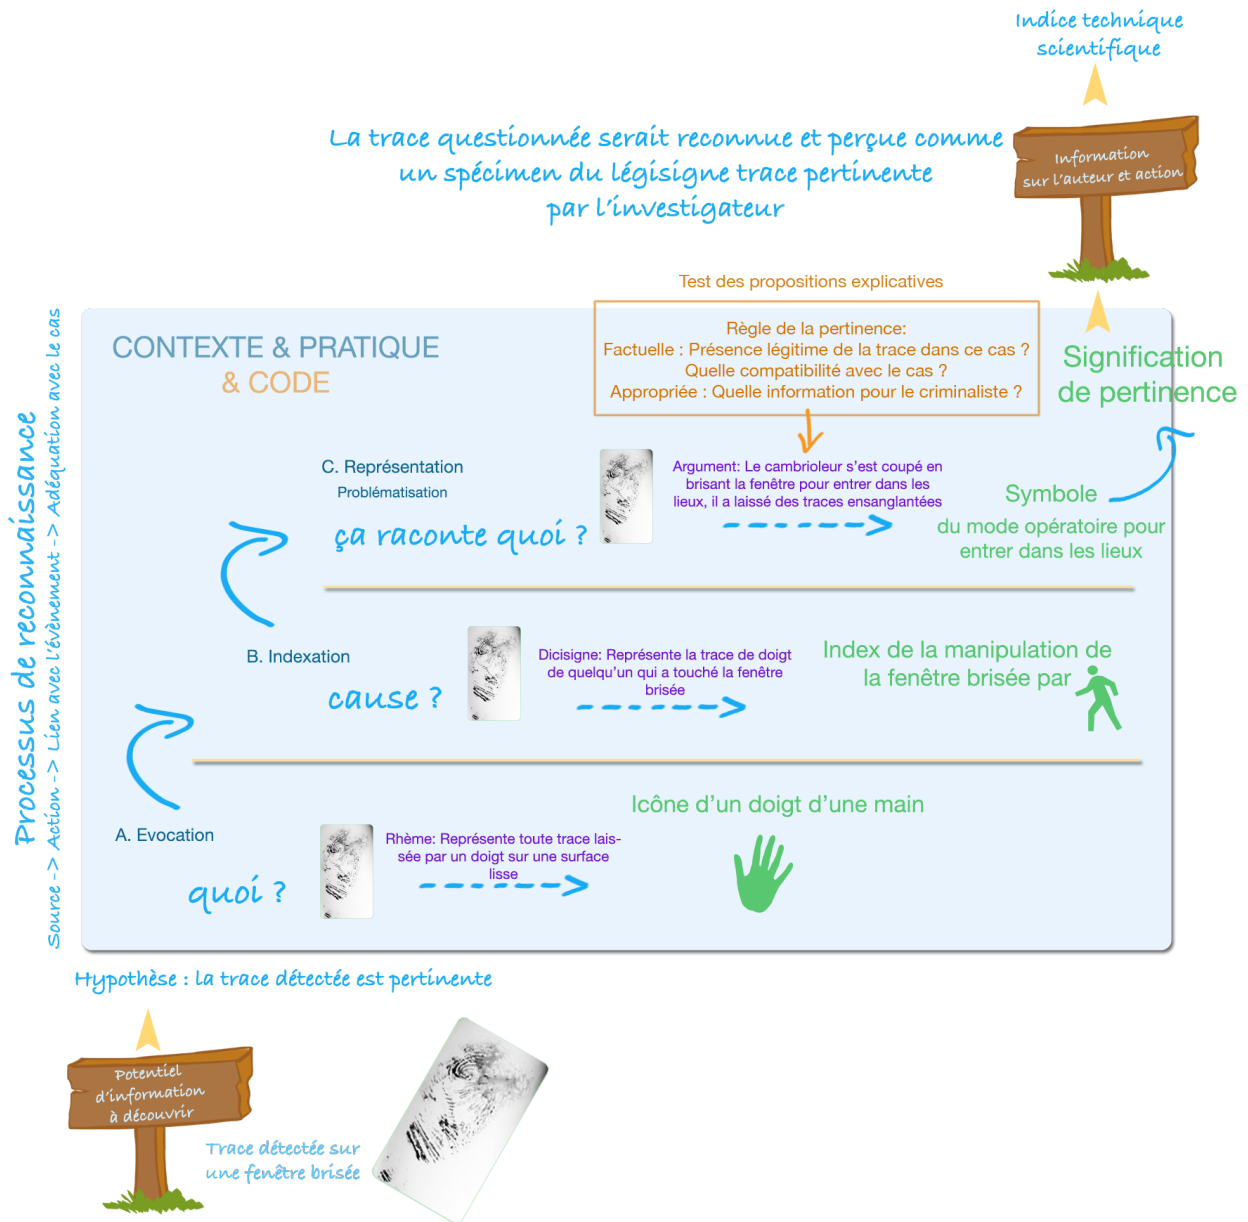 Indice technique
scientifique
La trace questionnée serait reconnue et perçue comme
un spécimen du légisigne trace pertinente
par l'investigateur
Information
sur l'auteur et action
Test des propositions explicatives
Règle de la pertinence:
Factuelle : Présence légitime de la trace dans ce cas ?
Quelle compatibilité avec le cas ?
Appropriée : Quelle information pour le criminaliste ?
CONTEXTE & PRATIQUE
& CODE
Signification
de pertinence
Processus de reconnaissance
Source -> Action -> Lien avec l'évènement -> Adéquation avec le cas
C. Représentation
Problématisation
ça raconte quoi ?
Argument: Le cambrioleur s'est coupé en
brisant la fenêtre pour entrer dans les
lieux, il a laissé des traces ensanglantées
Symbole
du mode opératoire pour
entrer dans les lieux
B. Indexation
cause ?
Dicisigne: Représente la trace de doigt
de quelqu'un qui a touché la fenêtre
brisée
Index de la manipulation de
la fenêtre brisée par
A. Evocation
quoi ?
Rhème: Représente toute trace lais-
sée par un doigt sur une surface
lisse
Icône d'un doigt d'une main
Hypothèse : la trace détectée est pertinente
Potentiel
d'information
à découvrir
Trace détectée sur
une fenêtre brisée